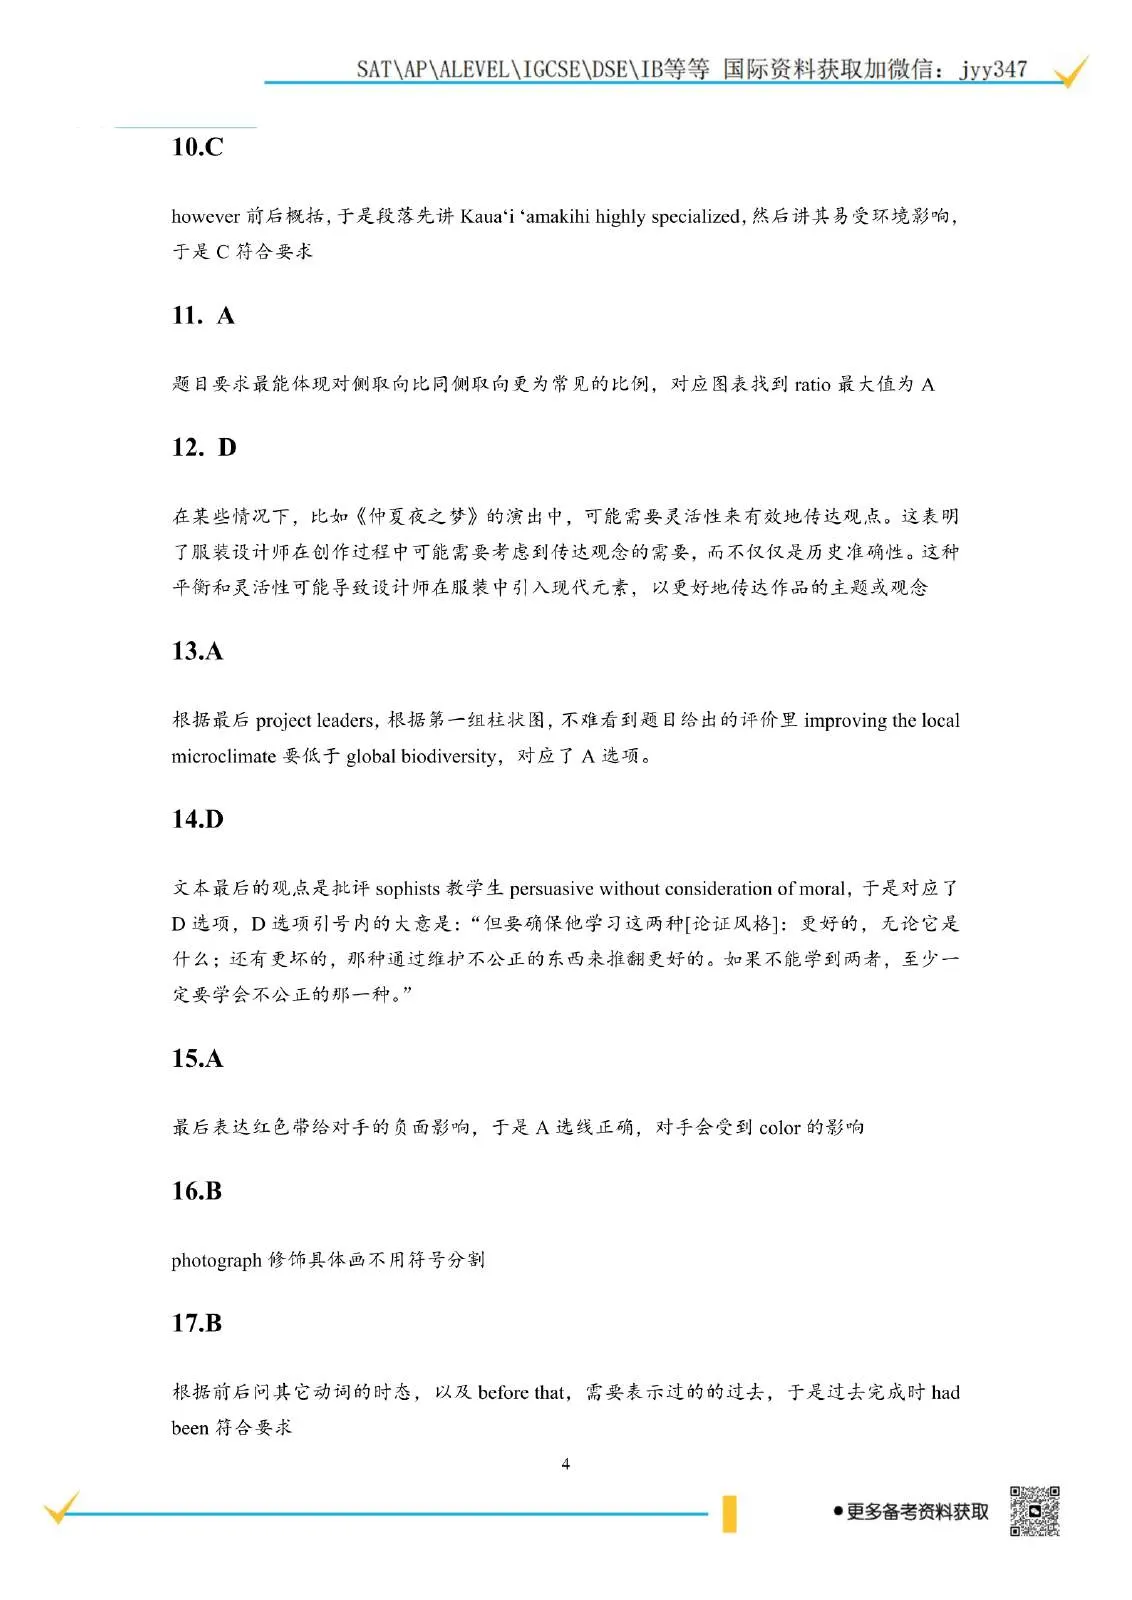 SAT\AP\ALEVEL\IGCSE\DSE\IB等等 国际资料获取加微信：jyy347
10.C
however 前后概括，于是段落先讲 Kaua‘i ‘amakihi highly specialized，然后讲其易受环境影响，
于是 C 符合要求
11. A
题目要求最能体现对侧取向比同侧取向更为常见的比例，对应图表找到 ratio 最大值为 A
12. D
在某些情况下，比如《仲夏夜之梦》的演出中，可能需要灵活性来有效地传达观点。这表明
了服装设计师在创作过程中可能需要考虑到传达观念的需要，而不仅仅是历史准确性。这种
平衡和灵活性可能导致设计师在服装中引入现代元素，以更好地传达作品的主题或观念
13.A
根据最后 project leaders，根据第一组柱状图，不难看到题目给出的评价里 improving the local
microclimate 要低于 global biodiversity，对应了 A 选项。
14.D
文本最后的观点是批评 sophists 教学生 persuasive without consideration of moral，于是对应了
D 选项，D 选项引号内的大意是：“但要确保他学习这两种[论证风格]：更好的，无论它是
什么；还有更坏的，那种通过维护不公正的东西来推翻更好的。如果不能学到两者，至少一
定要学会不公正的那一种。”
15.A
最后表达红色带给对手的负面影响，于是 A 选线正确，对手会受到 color 的影响
16.B
photograph 修饰具体画不用符号分割
17.B
根据前后问其它动词的时态，以及 before that，需要表示过的的过去，于是过去完成时 had
been 符合要求
4
●更多备考资料获取